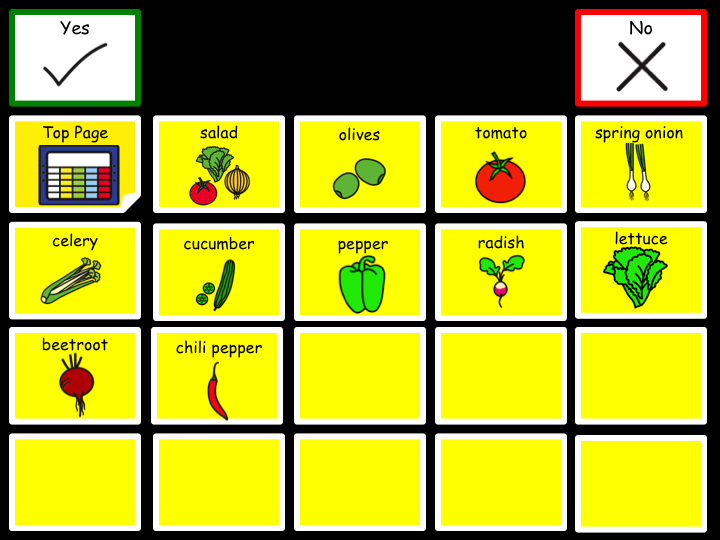 Yes
No
Top Page
salad
olives
tomato
spring onion
celery
cucumber
pepper
radish
lettuce
beetroot
chili pepper